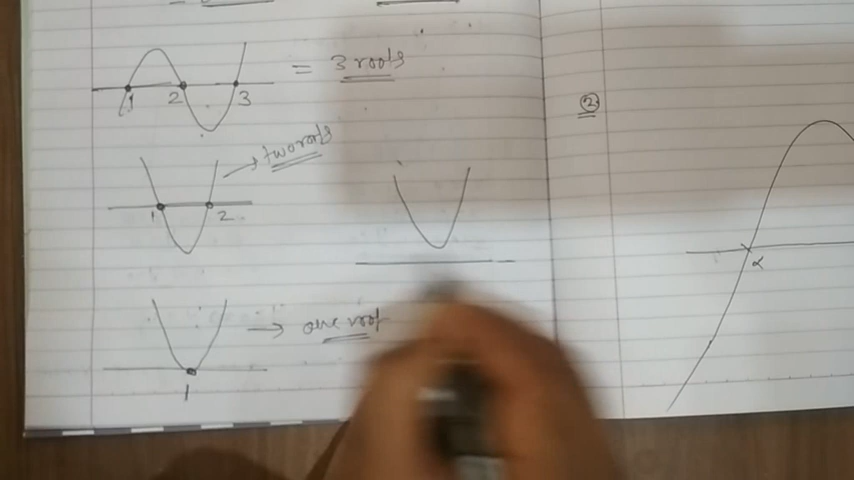 1 2 3 = 3 roots
→ two roots
1 2
→ one root
1
②
α